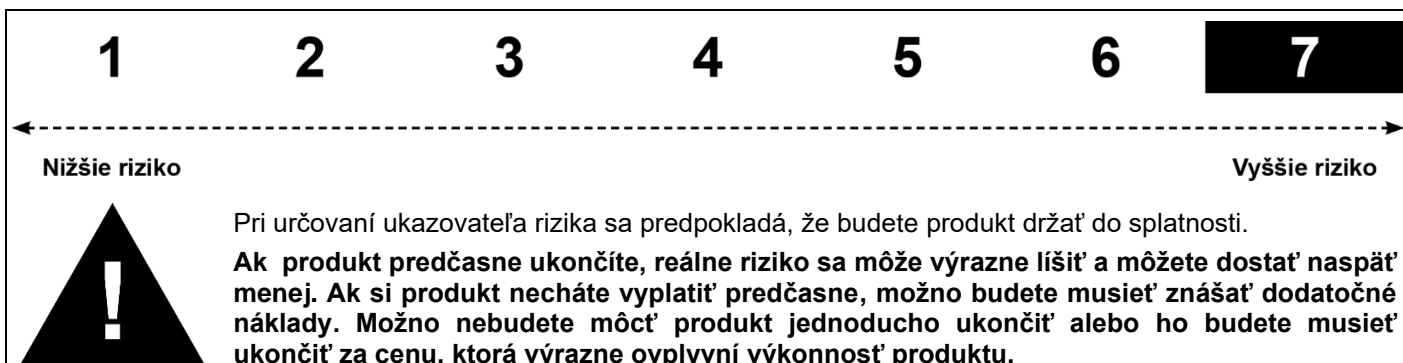 1 2 3 4 5 6 7
Nižšie riziko Vyššie riziko
Pri určovaní ukazovateľa rizika sa predpokladá, že budete produkt držať do splatnosti.
Ak produkt predčasne ukončíte, reálne riziko sa môže výrazne líšiť a môžete dostať naspäť
menej. Ak si produkt necháte vyplatiť predčasne, možno budete musieť znášať dodatočné
náklady. Možno nebudete môcť produkt jednoducho ukončiť alebo ho budete musieť
ukončiť za cenu, ktorá výrazne ovplyvní výkonnosť produktu.
!